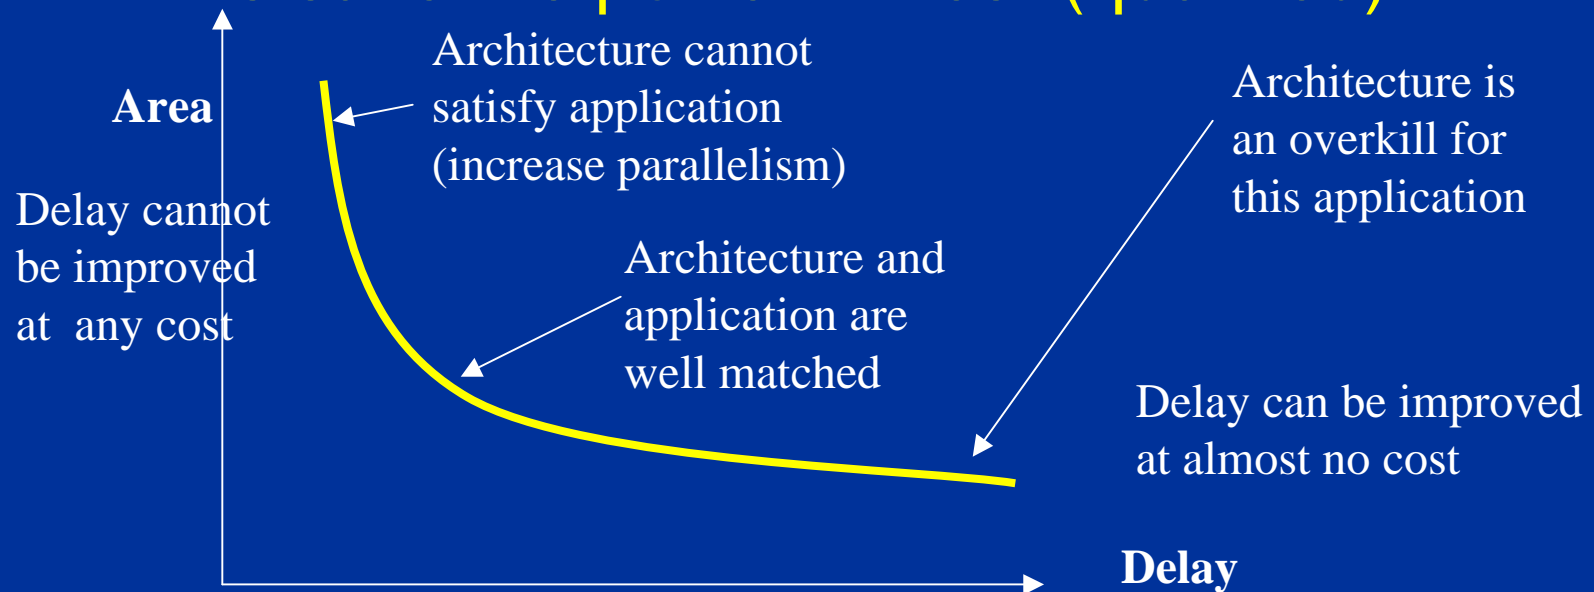 Architecture cannot
satisfy application
(increase parallelism)
Area
Architecture is
an overkill for
this application
Delay cannot
be improved
at any cost
Architecture and
application are
well matched
Delay can be improved
at almost no cost
Delay